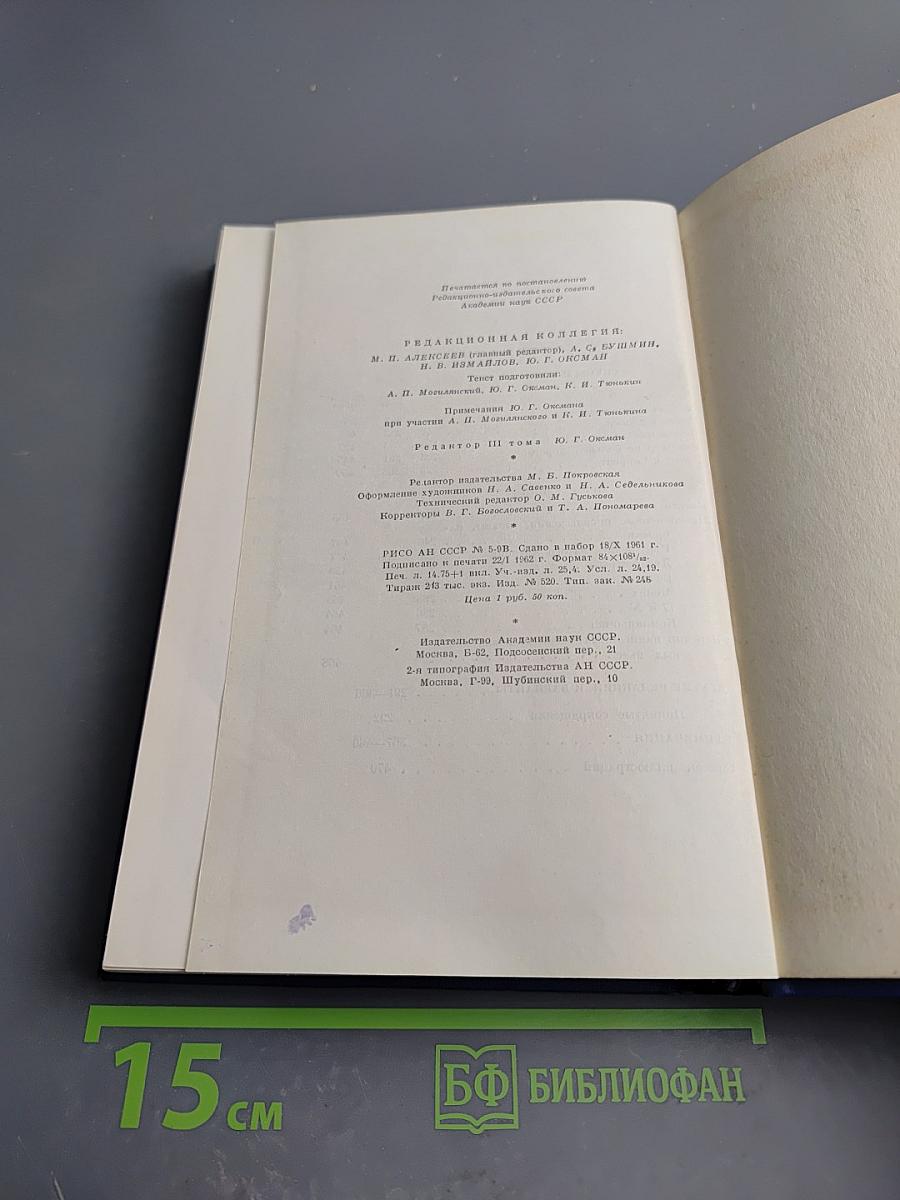 Печатается по постановлению
Редакционно-издательского совета
Академии наук СССР
РЕДАКЦИОННАЯ КОЛЛЕГИЯ:
М. П. АЛЕКСЕЕВ (главный редактор), А. С. БУШМИН,
Н. В. ИЗМАЙЛОВ, Ю. Г. ОКСМАН
Текст подготовили:
А. П. Могилянский, Ю. Г. Оксман, К. И. Тюнькин
Примечания Ю. Г. Оксмана
при участии А. П. Могилянского и К. И. Тюнькина
Редактор III тома Ю. Г. Оксман
*
Редактор издательства М. Б. Покровская
Оформление художников Н. А. Савенко и Н. А. Седельникова
Технический редактор О. М. Гуськова
Корректоры В. Г. Богословский и Т. А. Пономарева
*
РИСО АН СССР № 5-9В. Сдано в набор 18/X 1961 г.
Подписано к печати 22/I 1962 г. Формат 84×108¹/₃₂.
Печ. л. 14.75+1 вкл. Уч.-изд. л. 25,4. Усл. л. 24,19.
Тираж 213 тыс. экз. Изд. № 520. Тип. зак. № 24Б
Цена 1 руб. 50 коп.
*
Издательство Академии наук СССР.
Москва, Б-62, Подсосенский пер., 21
2-я типография Издательства АН СССР.
Москва, Г-99, Шубинский пер., 10
15 см
БФ БИБЛИОФАН